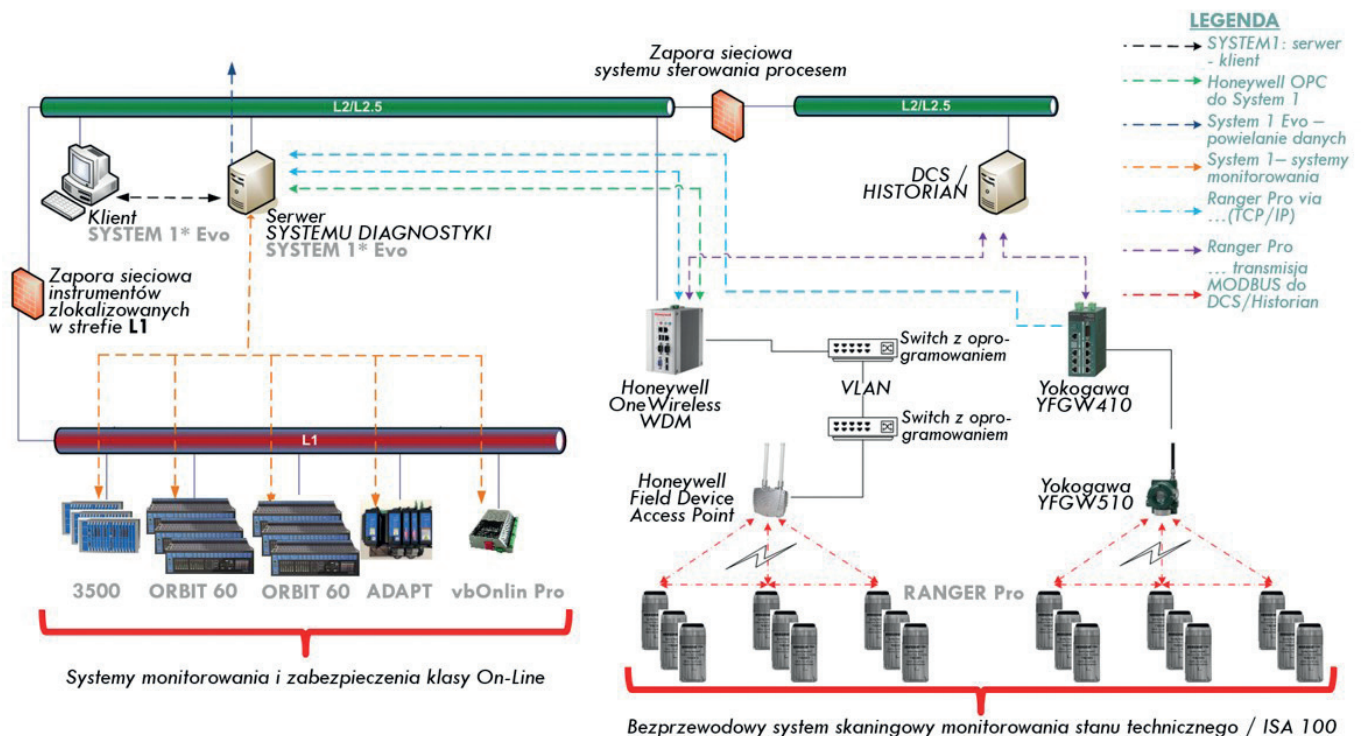 LEGENDA
SYSTEM1: serwer
- klient
Honeywell OPC
do System 1
System 1 Evo –
powielanie danych
System 1– systemy
monitorowania
Ranger Pro via
...(TCP/IP)
Ranger Pro
... transmisja
MODBUS do
DCS/Historian
Zapora sieciowa
systemu sterowania procesem
L2/L2.5
L2/L2.5
Klient
SYSTEM 1* Evo
Serwer
SYSTEMU DIAGNOSTYKI
SYSTEM 1* Evo
DCS /
HISTORIAN
Zapora sieciowa
instrumentów
zlokalizowanych
w strefie L1
Honeywell
OneWireless
WDM
Switch z opro-
gramowaniem
VLAN
Switch z opro-
gramowaniem
Yokogawa
YFGW410
L1
Honeywell
Field Device
Access Point
Yokogawa
YFGW510
3500
ORBIT 60
ORBIT 60
ADAPT
vbOnlin Pro
RANGER Pro
Systemy monitorowania i zabezpieczenia klasy On-Line
Bezprzewodowy system skaningowy monitorowania stanu technicznego / ISA 100